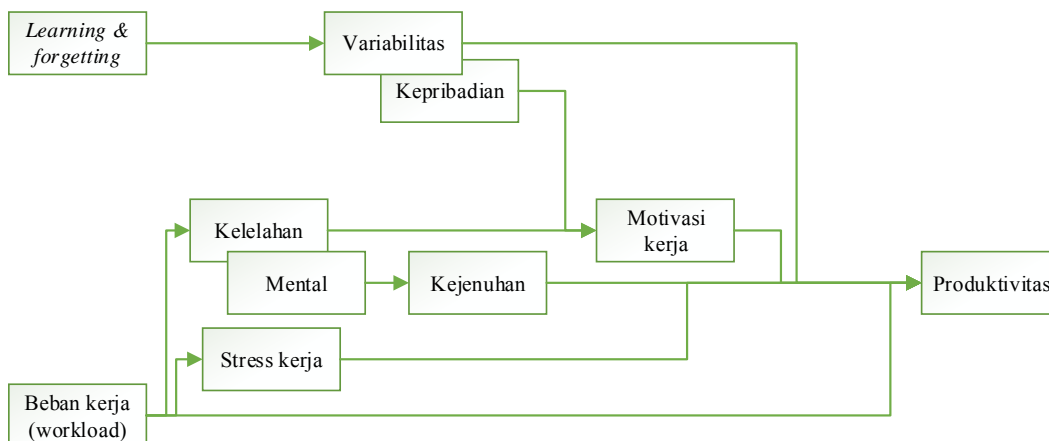 Learning &
forgetting
Variabilitas
Kepribadian
Kelelahan
Mental
Kejenuhan
Motivasi
kerja
Produktivitas
Stress kerja
Beban kerja
(workload)